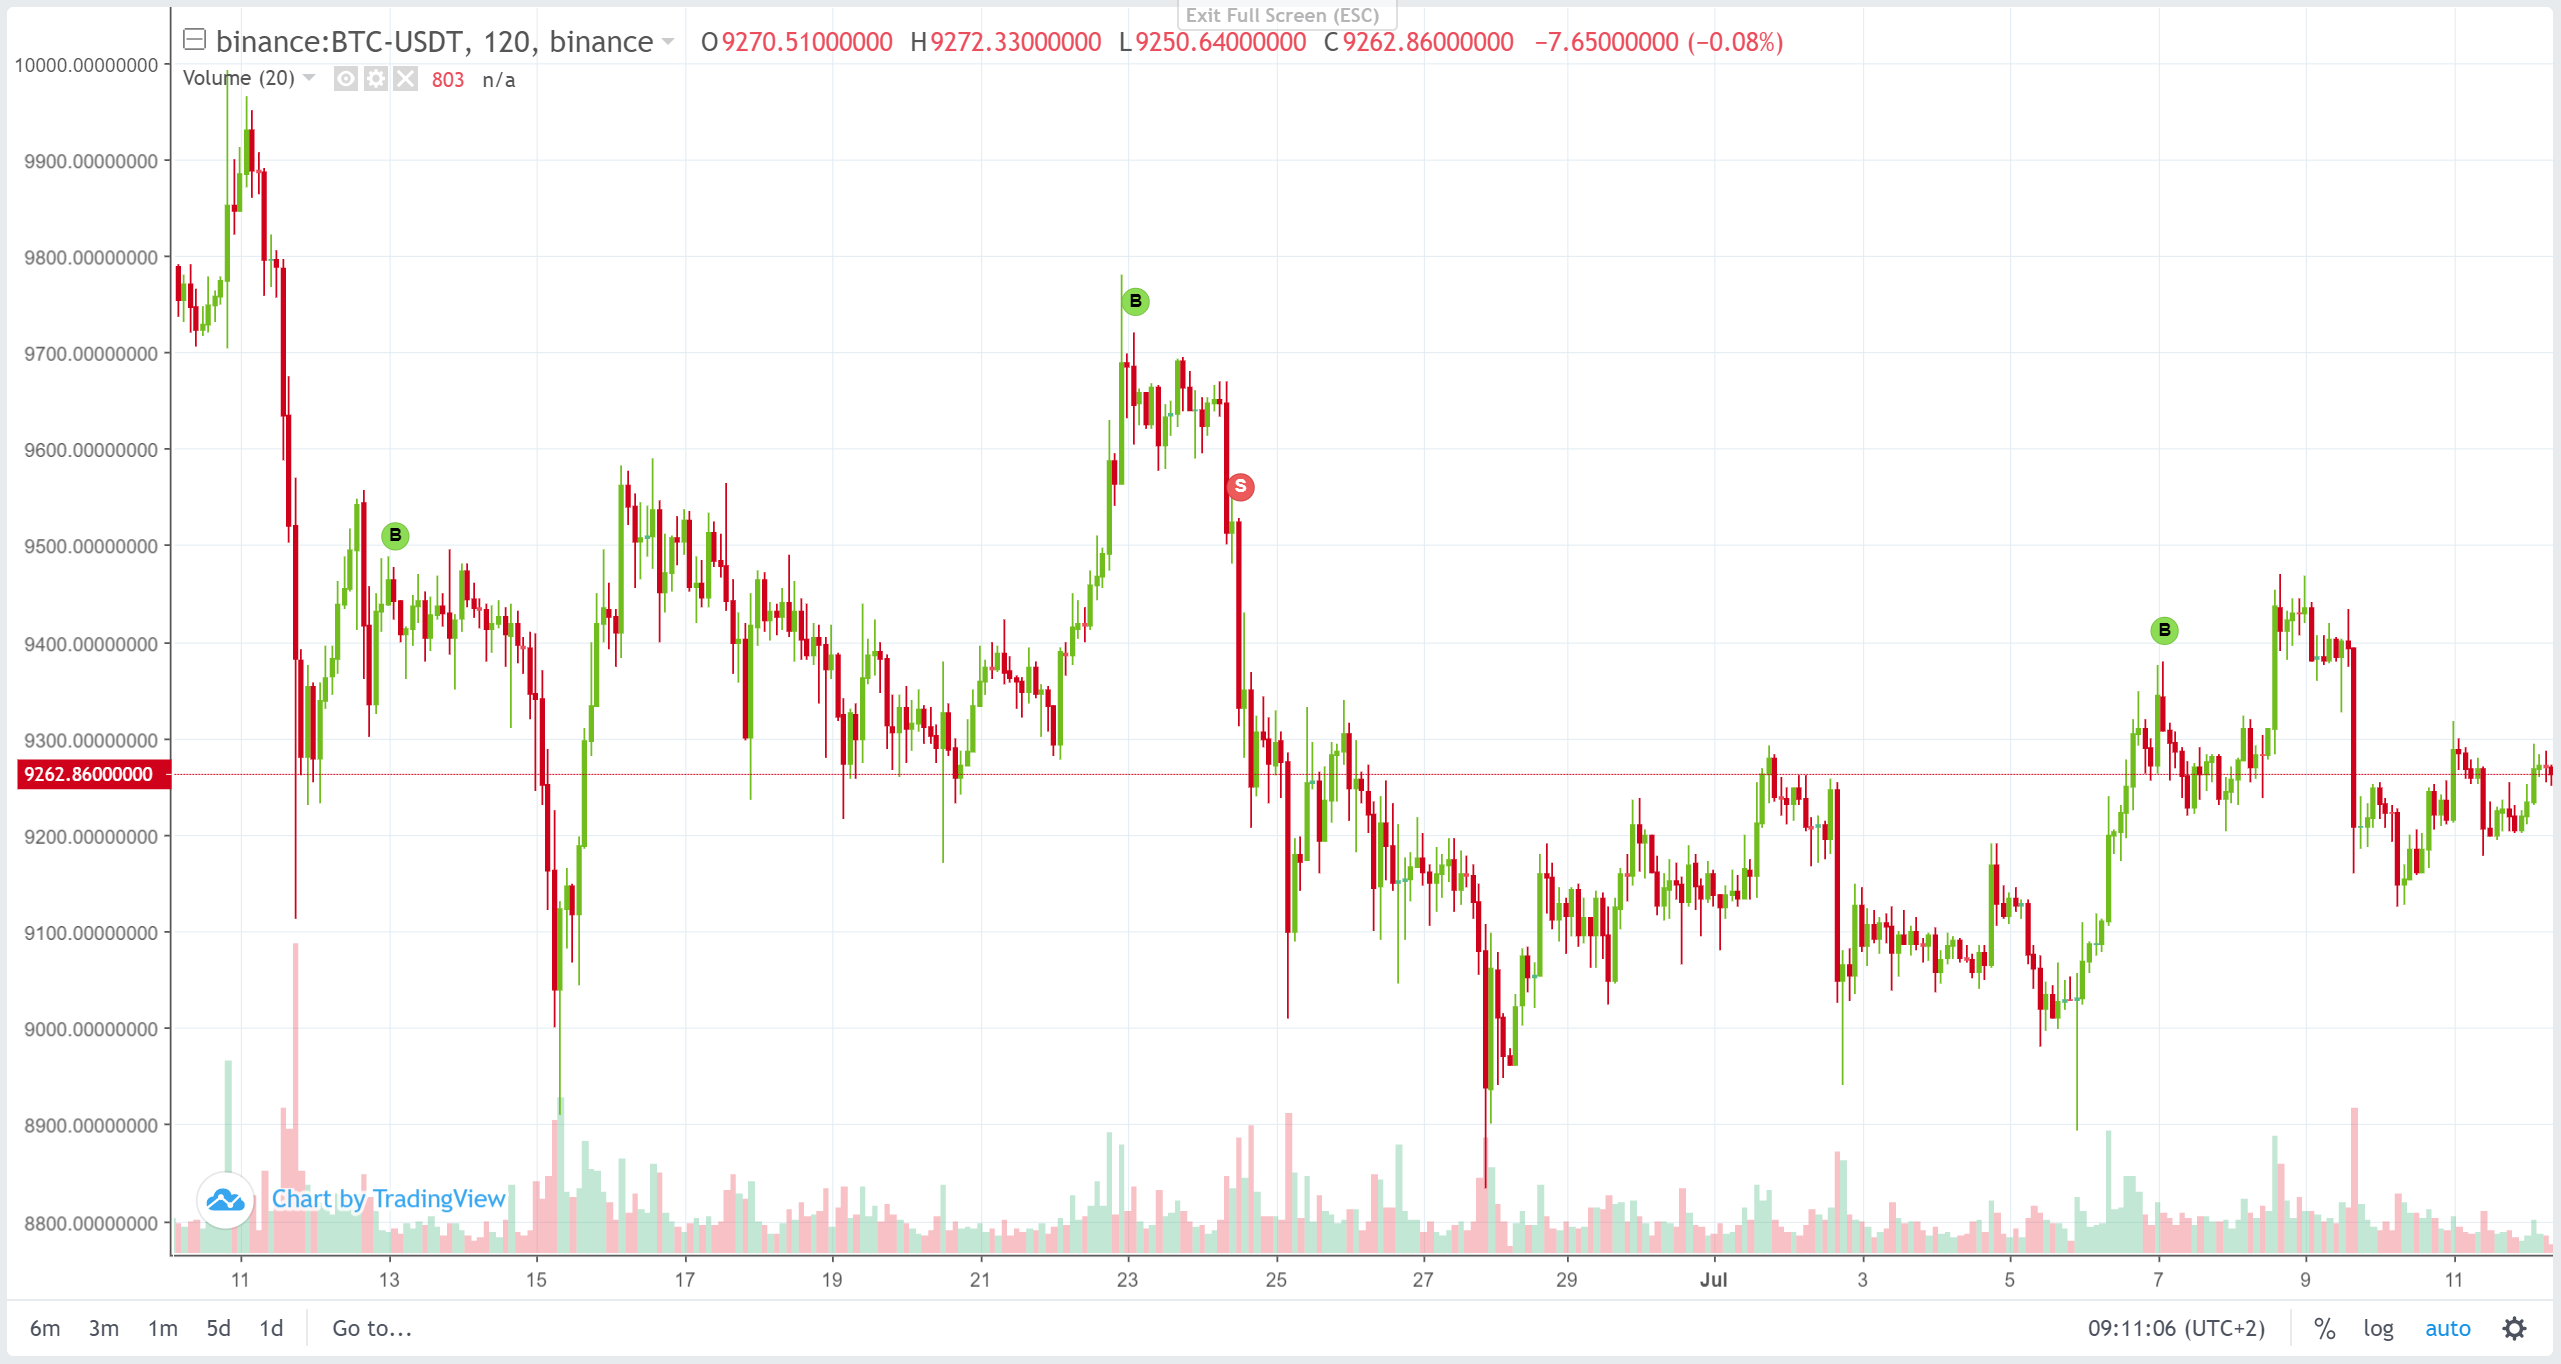 Exit Full Screen (ESC)
binance:BTC-USDT, 120, binance O9270.51000000 H9272.33000000 L9250.64000000 C9262.86000000 −7.65000000 (−0.08%)
Volume (20) 803 n/a
10000.00000000
9900.00000000
9800.00000000
9700.00000000
9600.00000000
9500.00000000
9400.00000000
9300.00000000
9262.86000000
9200.00000000
9100.00000000
9000.00000000
8900.00000000
8800.00000000
B
B
S
B
Chart by TradingView
11 13 15 17 19 21 23 25 27 29 Jul 3 5 7 9 11
6m 3m 1m 5d 1d Go to... 09:11:06 (UTC+2) % log auto